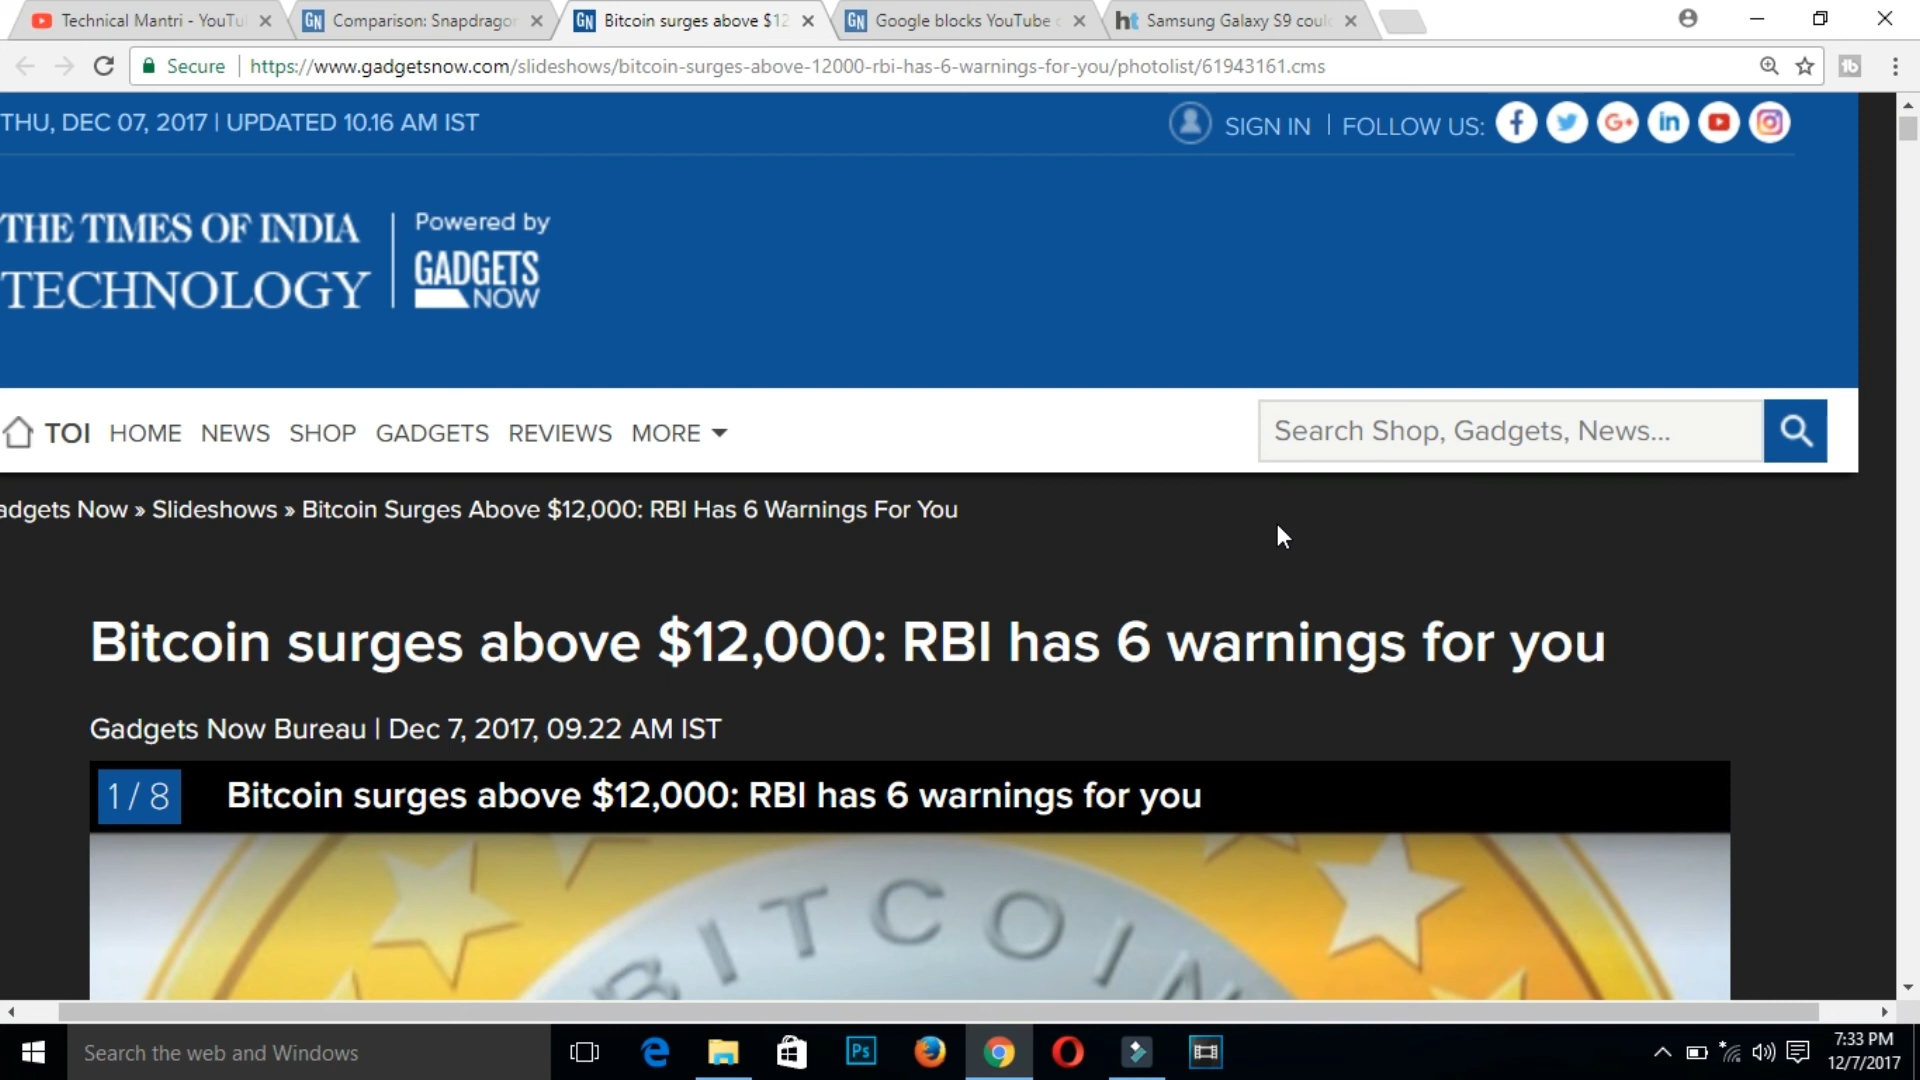 Technical Mantri - YouTu
Comparison: Snapdragor
Bitcoin surges above $12
Google blocks YouTube
Samsung Galaxy S9 coul
Secure
https://www.gadgetsnow.com/slideshows/bitcoin-surges-above-12000-rbi-has-6-warnings-for-you/photolist/61943161.cms
THU, DEC 07, 2017 | UPDATED 10.16 AM IST
SIGN IN | FOLLOW US:
THE TIMES OF INDIA
TECHNOLOGY
Powered by
GADGETS
NOW
TOI HOME NEWS SHOP GADGETS REVIEWS MORE
Search Shop, Gadgets, News...
adgets Now » Slideshows » Bitcoin Surges Above $12,000: RBI Has 6 Warnings For You
Bitcoin surges above $12,000: RBI has 6 warnings for you
Gadgets Now Bureau | Dec 7, 2017, 09.22 AM IST
1 / 8
Bitcoin surges above $12,000: RBI has 6 warnings for you
BITCOIN
Search the web and Windows
Ps
7:33 PM
12/7/2017